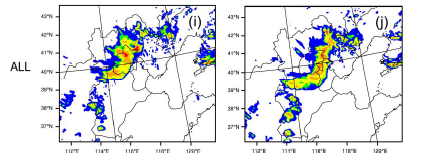 (i) (j)
43°N 43°N
42°N 42°N
41°N 41°N
ALL 40°N 40°N
39°N 39°N
38°N 38°N
37°N 37°N
112°E 114°E 116°E 118°E 120°E 112°E 114°E 116°E 118°E 120°E